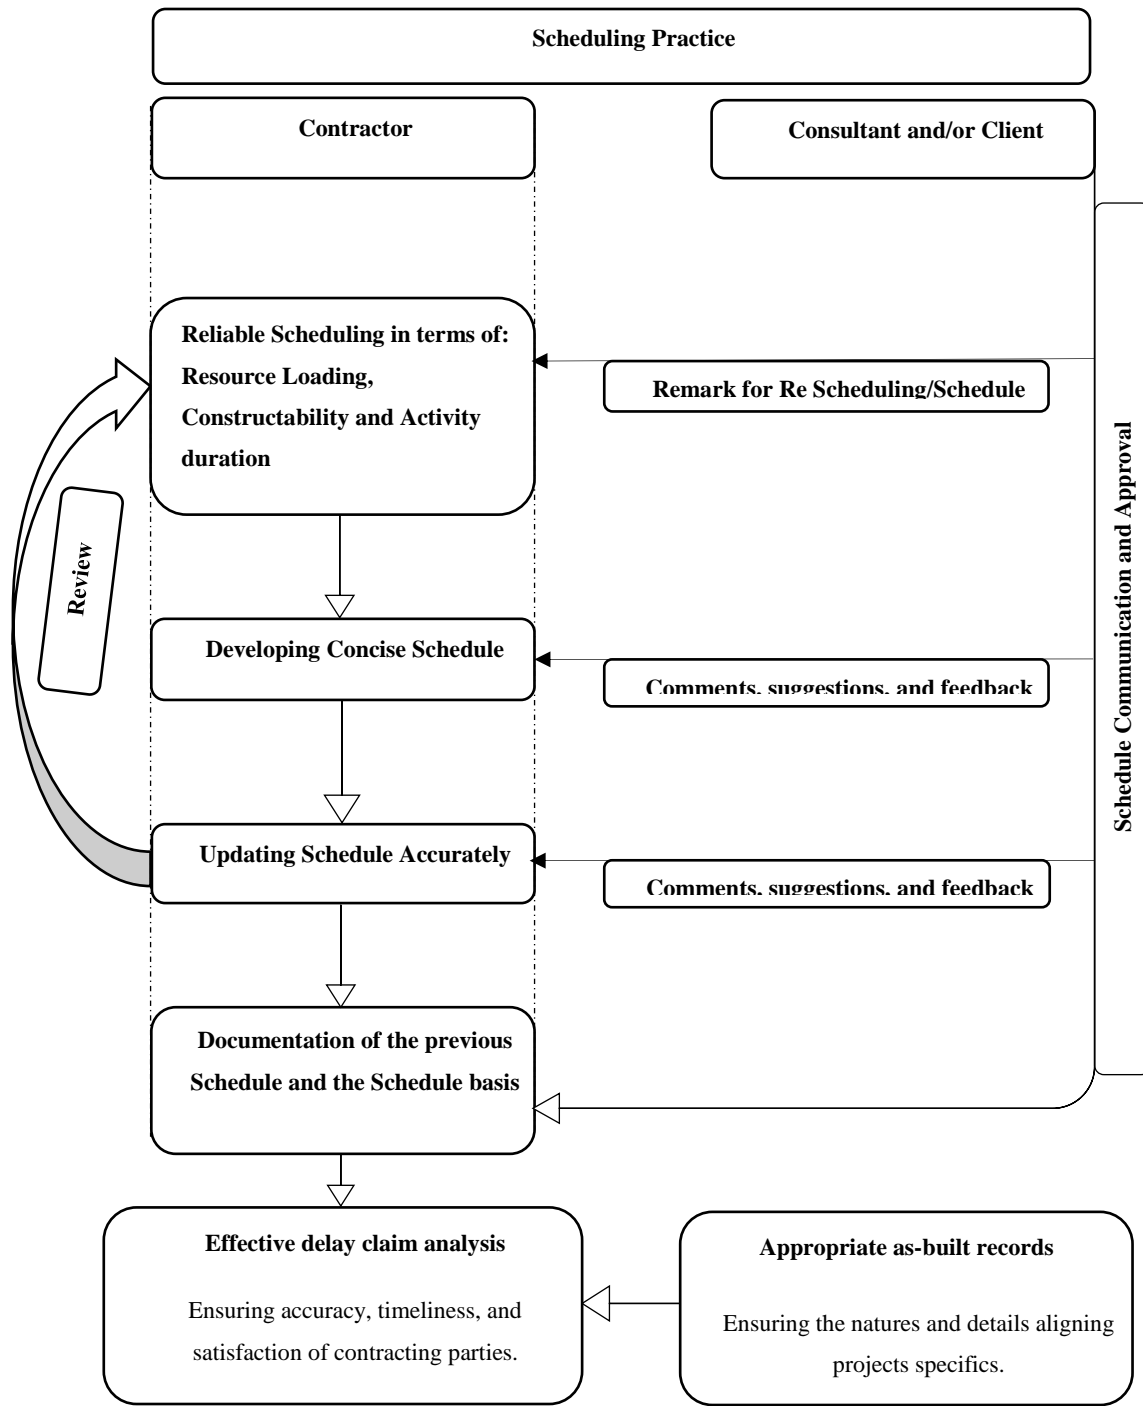 Scheduling Practice
Contractor
Consultant and/or Client
Reliable Scheduling in terms of:
Resource Loading,
Constructability and Activity
duration
Remark for Re Scheduling/Schedule
Review
Schedule Communication and Approval
Developing Concise Schedule
Comments, suggestions, and feedback
Updating Schedule Accurately
Comments, suggestions, and feedback
Documentation of the previous
Schedule and the Schedule basis
Effective delay claim analysis
Ensuring accuracy, timeliness, and
satisfaction of contracting parties.
Appropriate as-built records
Ensuring the natures and details aligning
projects specifics.